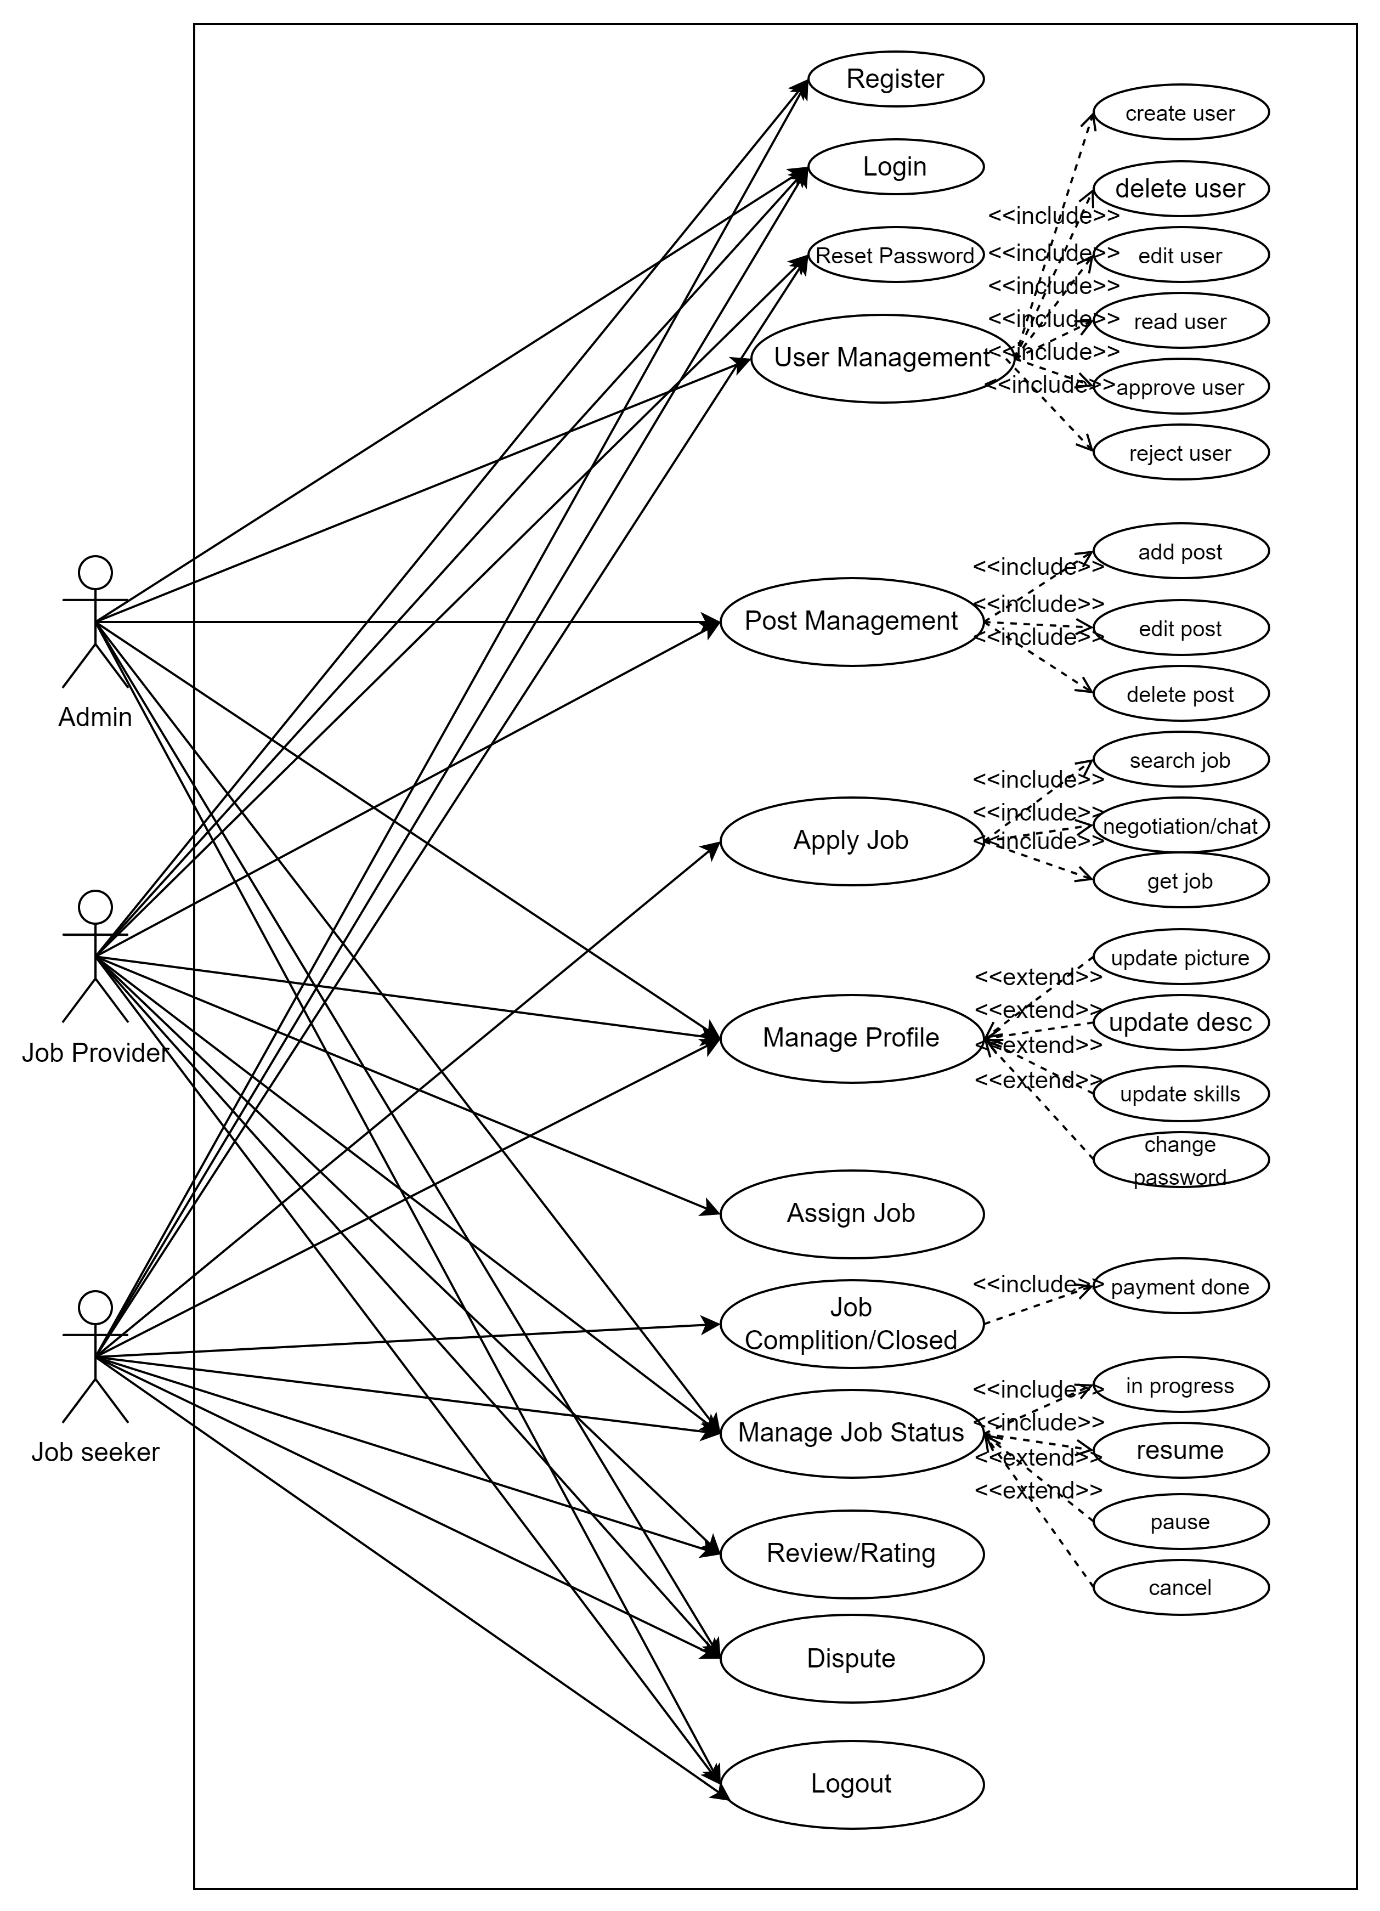 Register
create user
Login
delete user
<<include>>
Reset Password
<<include>>
edit user
<<include>>
<<include>>
read user
User Management
<<include>>
<<include>>
approve user
reject user
add post
<<include>>
<<include>>
Post Management
edit post
<<include>>
delete post
Admin
search job
<<include>>
<<include>>
negotiation/chat
Apply Job
<<include>>
get job
update picture
<<extend>>
<<extend>>
update desc
Manage Profile
<<extend>>
Job Provider
<<extend>>
update skills
change
password
Assign Job
<<include>>
payment done
Job
Complition/Closed
<<include>>
in progress
<<include>>
Manage Job Status
Job seeker
<<extend>>
resume
<<extend>>
pause
Review/Rating
cancel
Dispute
Logout